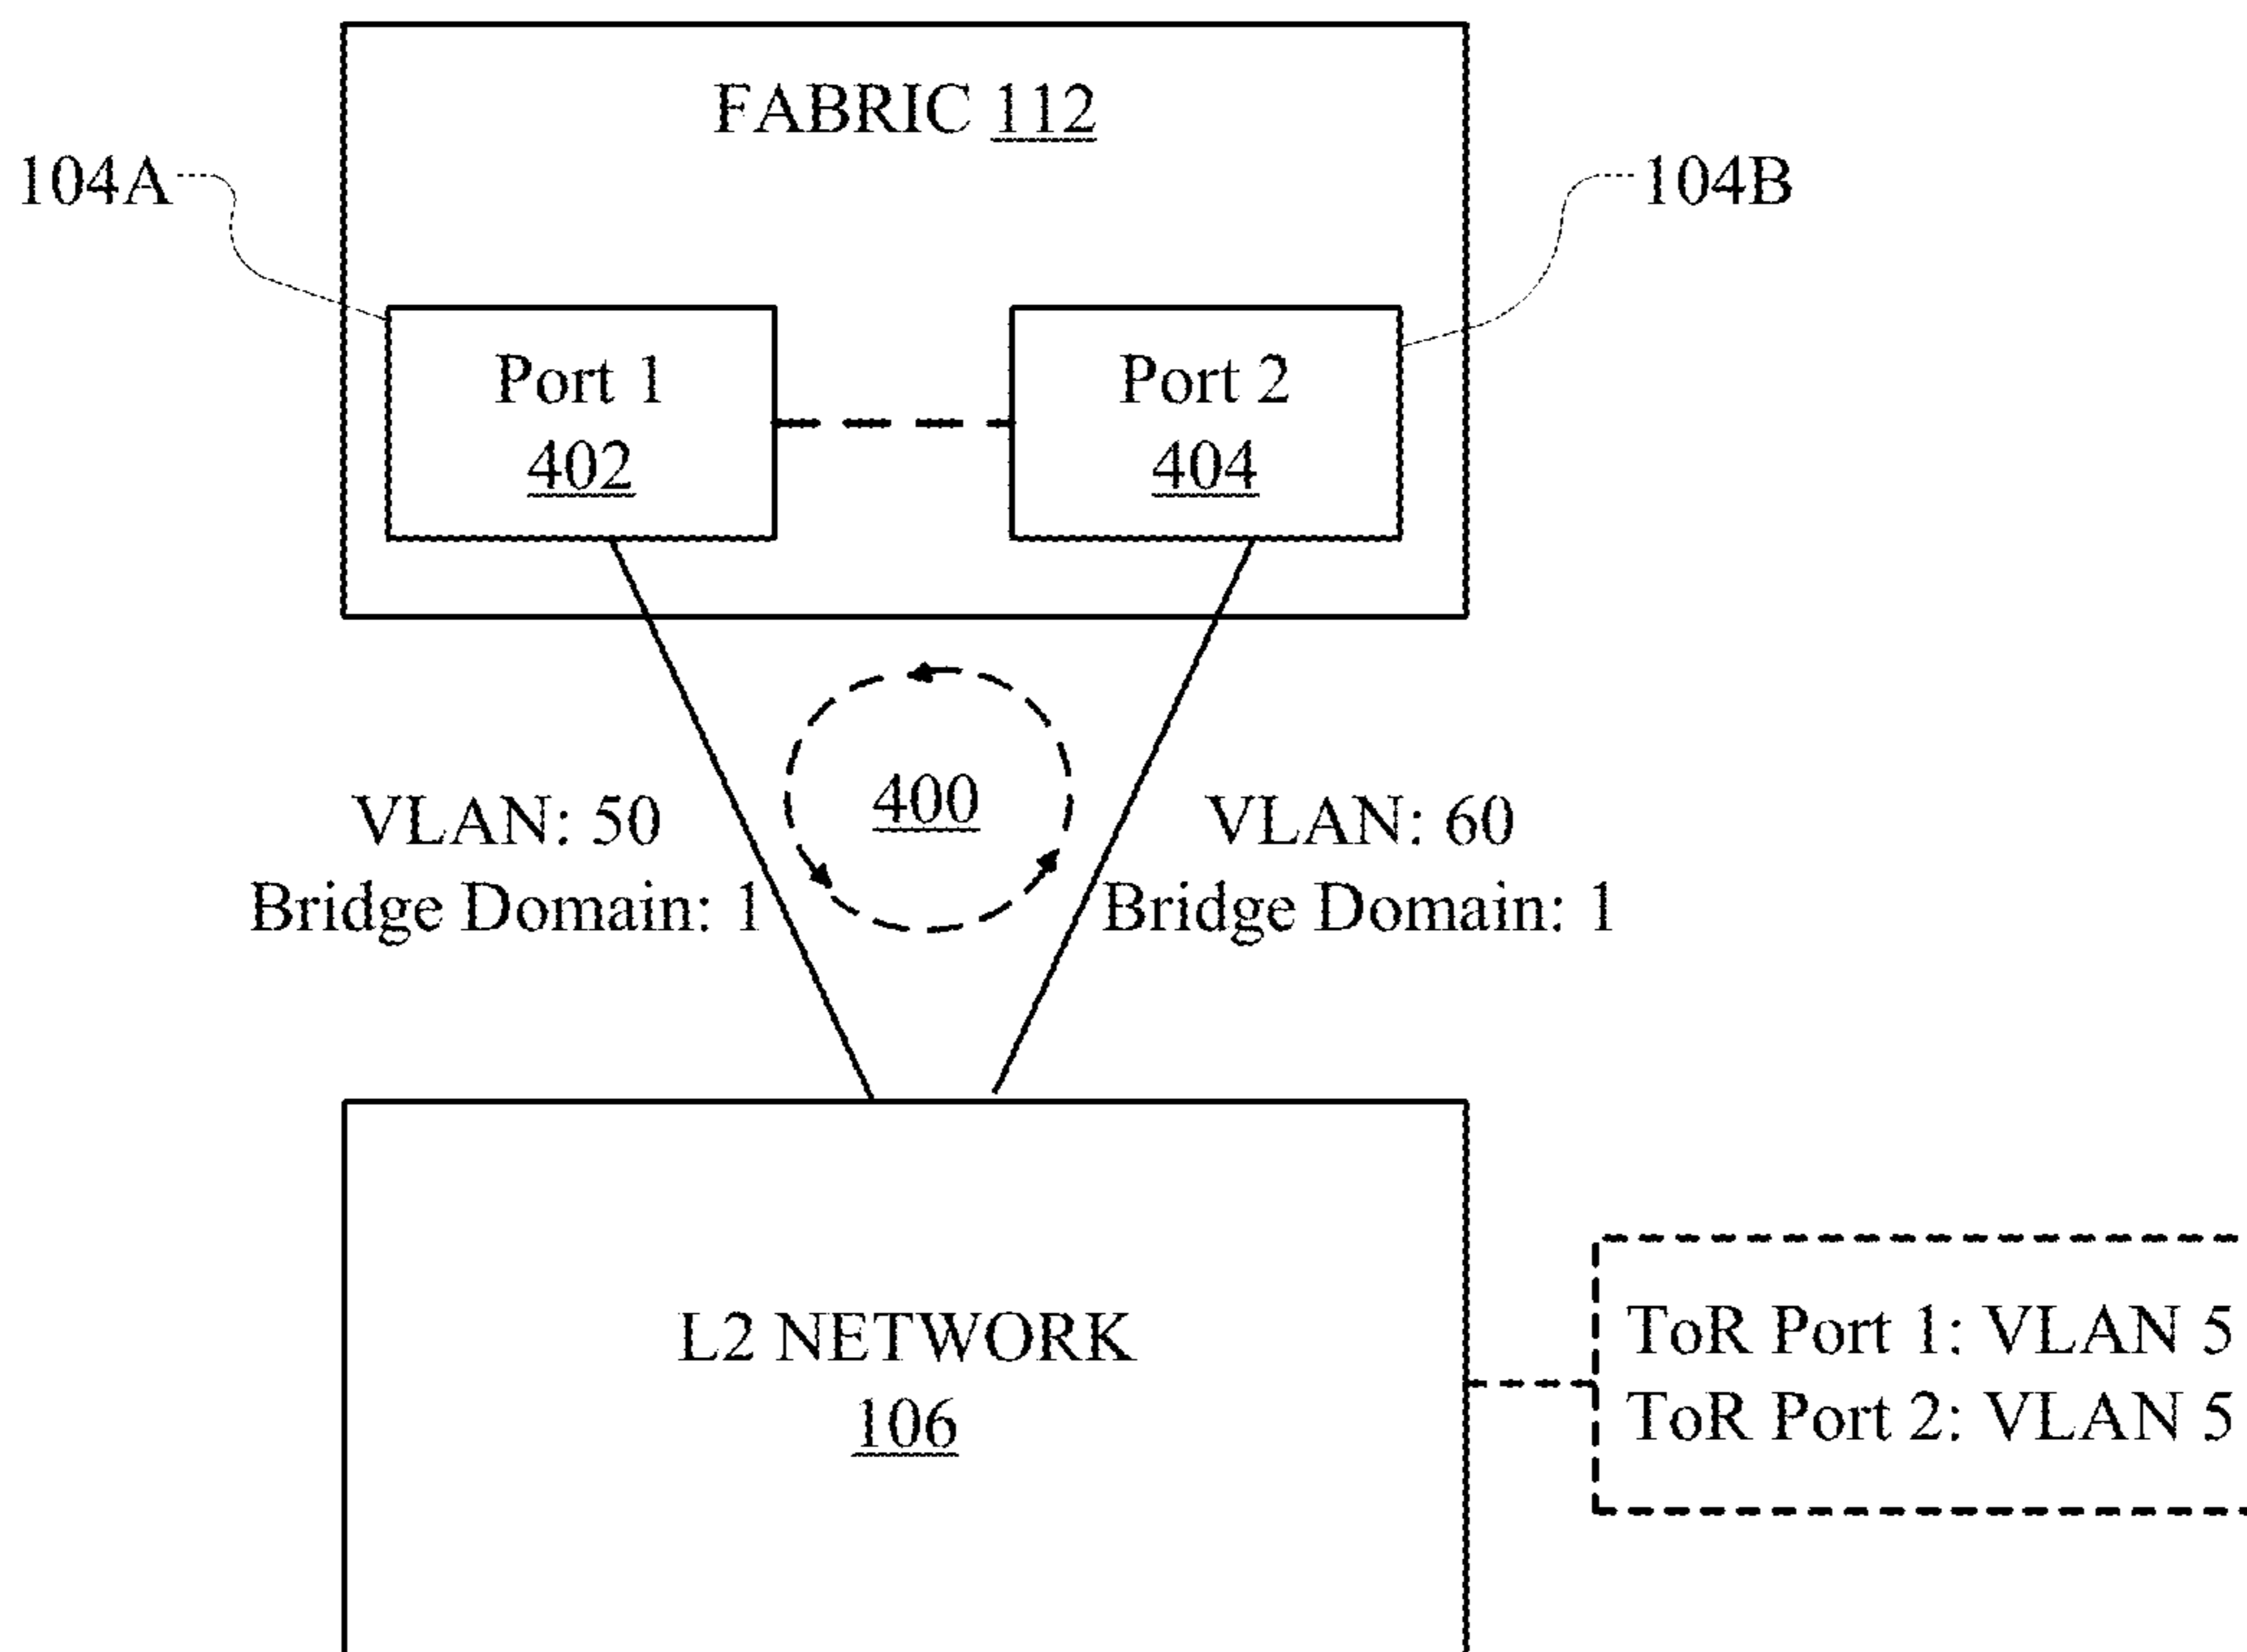 FABRIC 112
104A
104B
Port 1
402
Port 2
404
400
VLAN: 50
Bridge Domain: 1
VLAN: 60
Bridge Domain: 1
L2 NETWORK
106
ToR Port 1: VLAN 5
ToR Port 2: VLAN 5